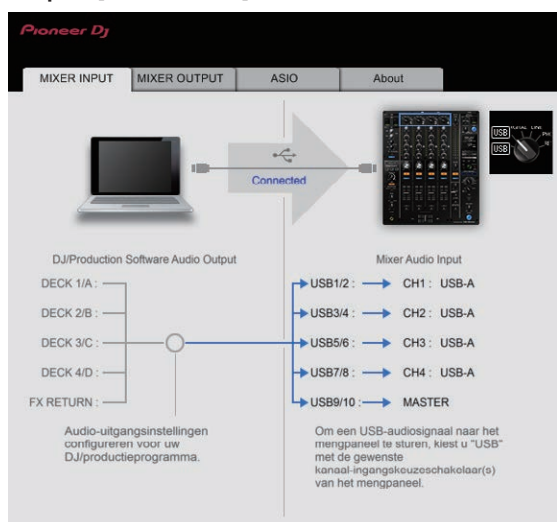 Pioneer Dj
MIXER INPUT
MIXER OUTPUT
ASIO
About
Connected
USB
USB
DJ/Production Software Audio Output
Mixer Audio Input
DECK 1/A :
USB1/2 :
CH1 : USB-A
DECK 2/B :
USB3/4 :
CH2 : USB-A
DECK 3/C :
USB5/6 :
CH3 : USB-A
DECK 4/D :
USB7/8 :
CH4 : USB-A
FX RETURN :
USB9/10 :
MASTER
Audio-uitgangsinstellingen
configureren voor uw
DJ/productieprogramma.
Om een USB-audiosignaal naar het
mengpaneel te sturen, kiest u "USB"
met de gewenste
kanaal-ingangskeuzeschakelaar(s)
van het mengpaneel.